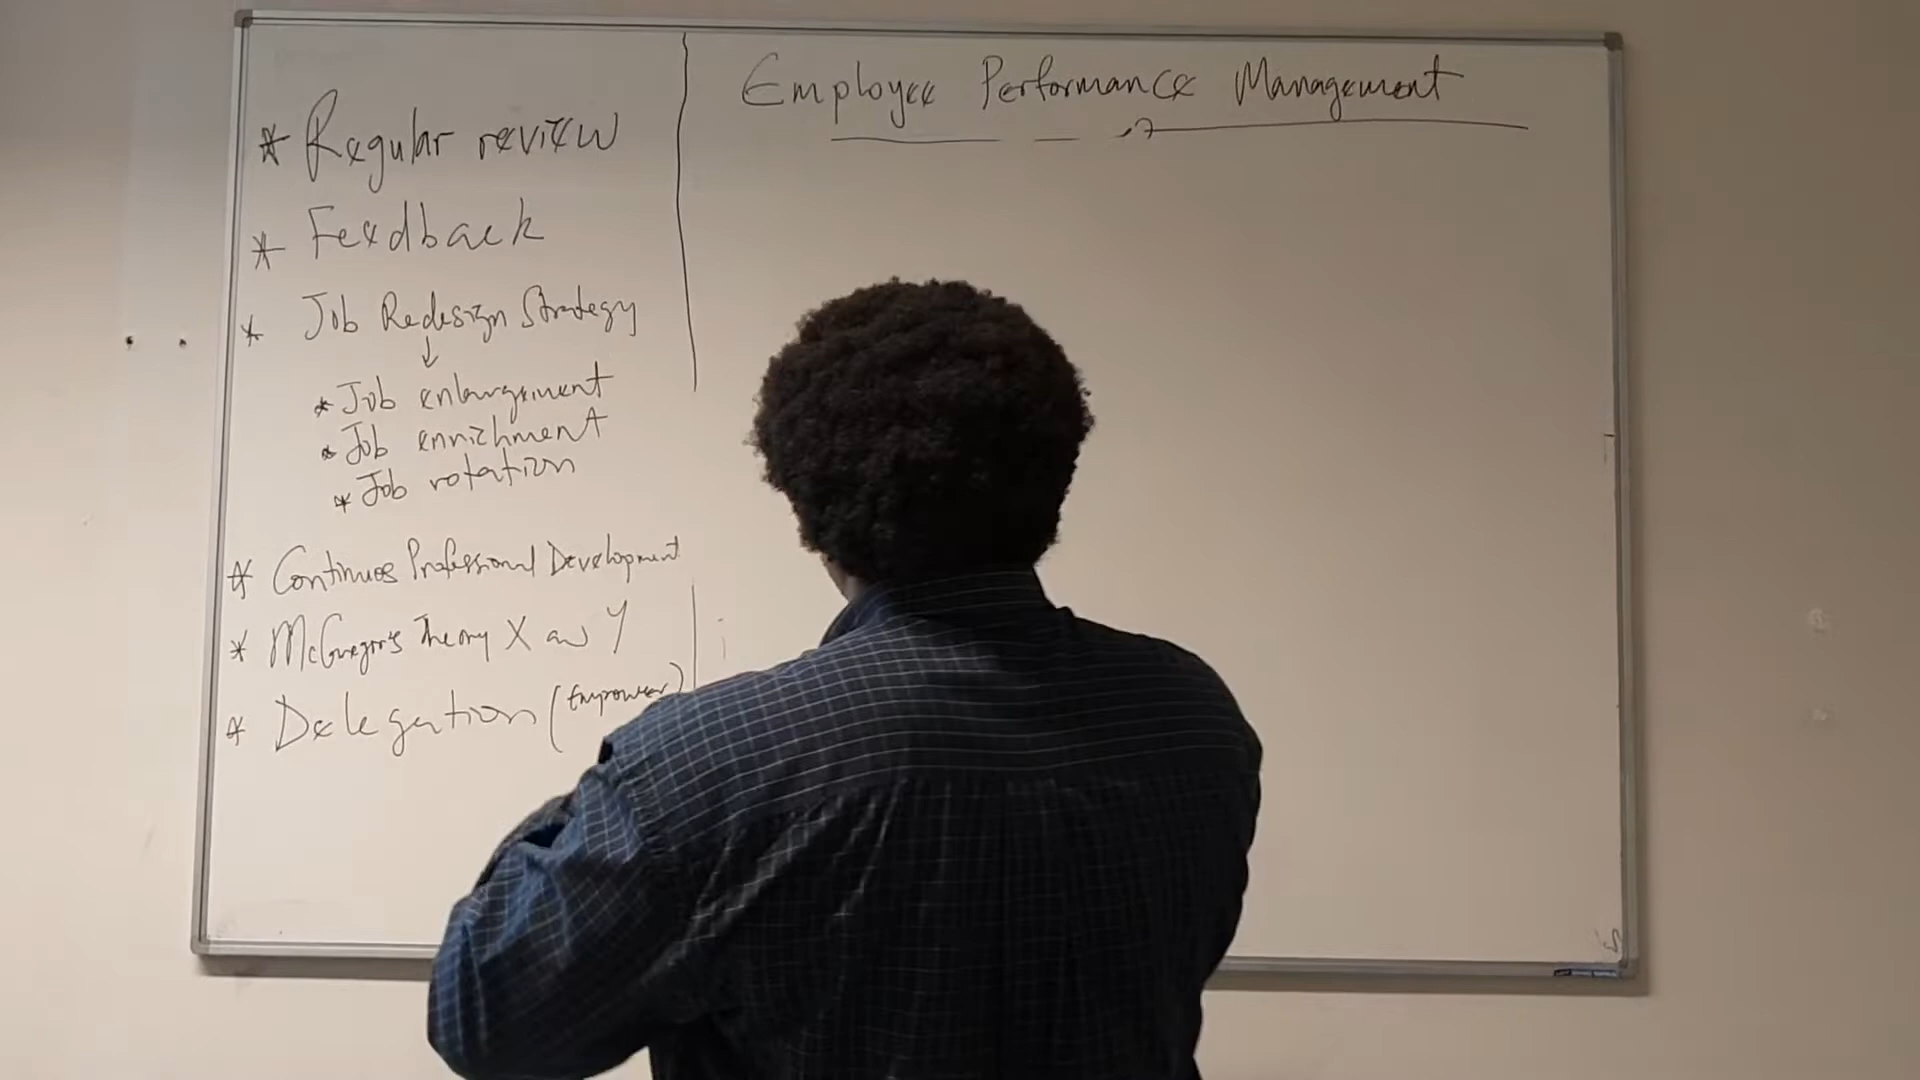 Employee Performance Management
* Regular review
* Feedback
* Job Redesign Strategy
* Job enlargement
* Job enrichment
* Job rotation
* Continues Professional Development
* McGregor's Theory X and Y
* Delegation (Empower)